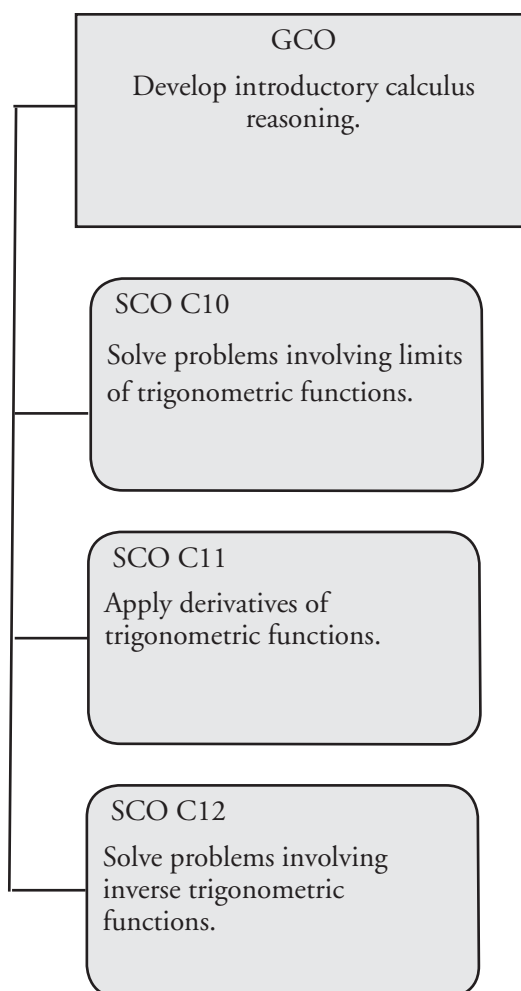 GCO
Develop introductory calculus
reasoning.
SCO C10
Solve problems involving limits
of trigonometric functions.
SCO C11
Apply derivatives of
trigonometric functions.
SCO C12
Solve problems involving
inverse trigonometric
functions.